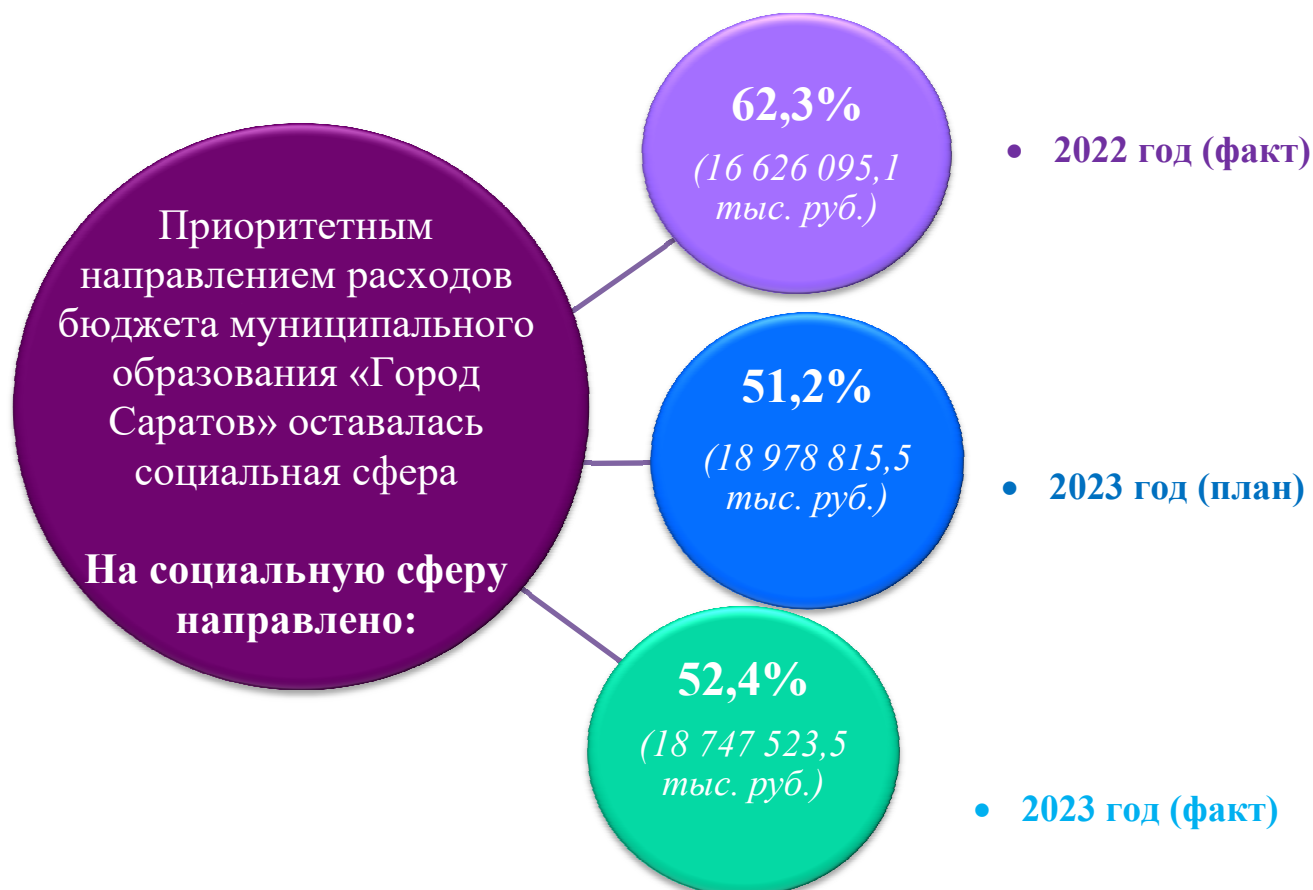 Приоритетным
направлением расходов
бюджета муниципального
образования «Город
Саратов» оставалась
социальная сфера
На социальную сферу
направлено:
62,3%
(16 626 095,1
тыс. руб.)
• 2022 год (факт)
51,2%
(18 978 815,5
тыс. руб.)
• 2023 год (план)
52,4%
(18 747 523,5
тыс. руб.)
• 2023 год (факт)